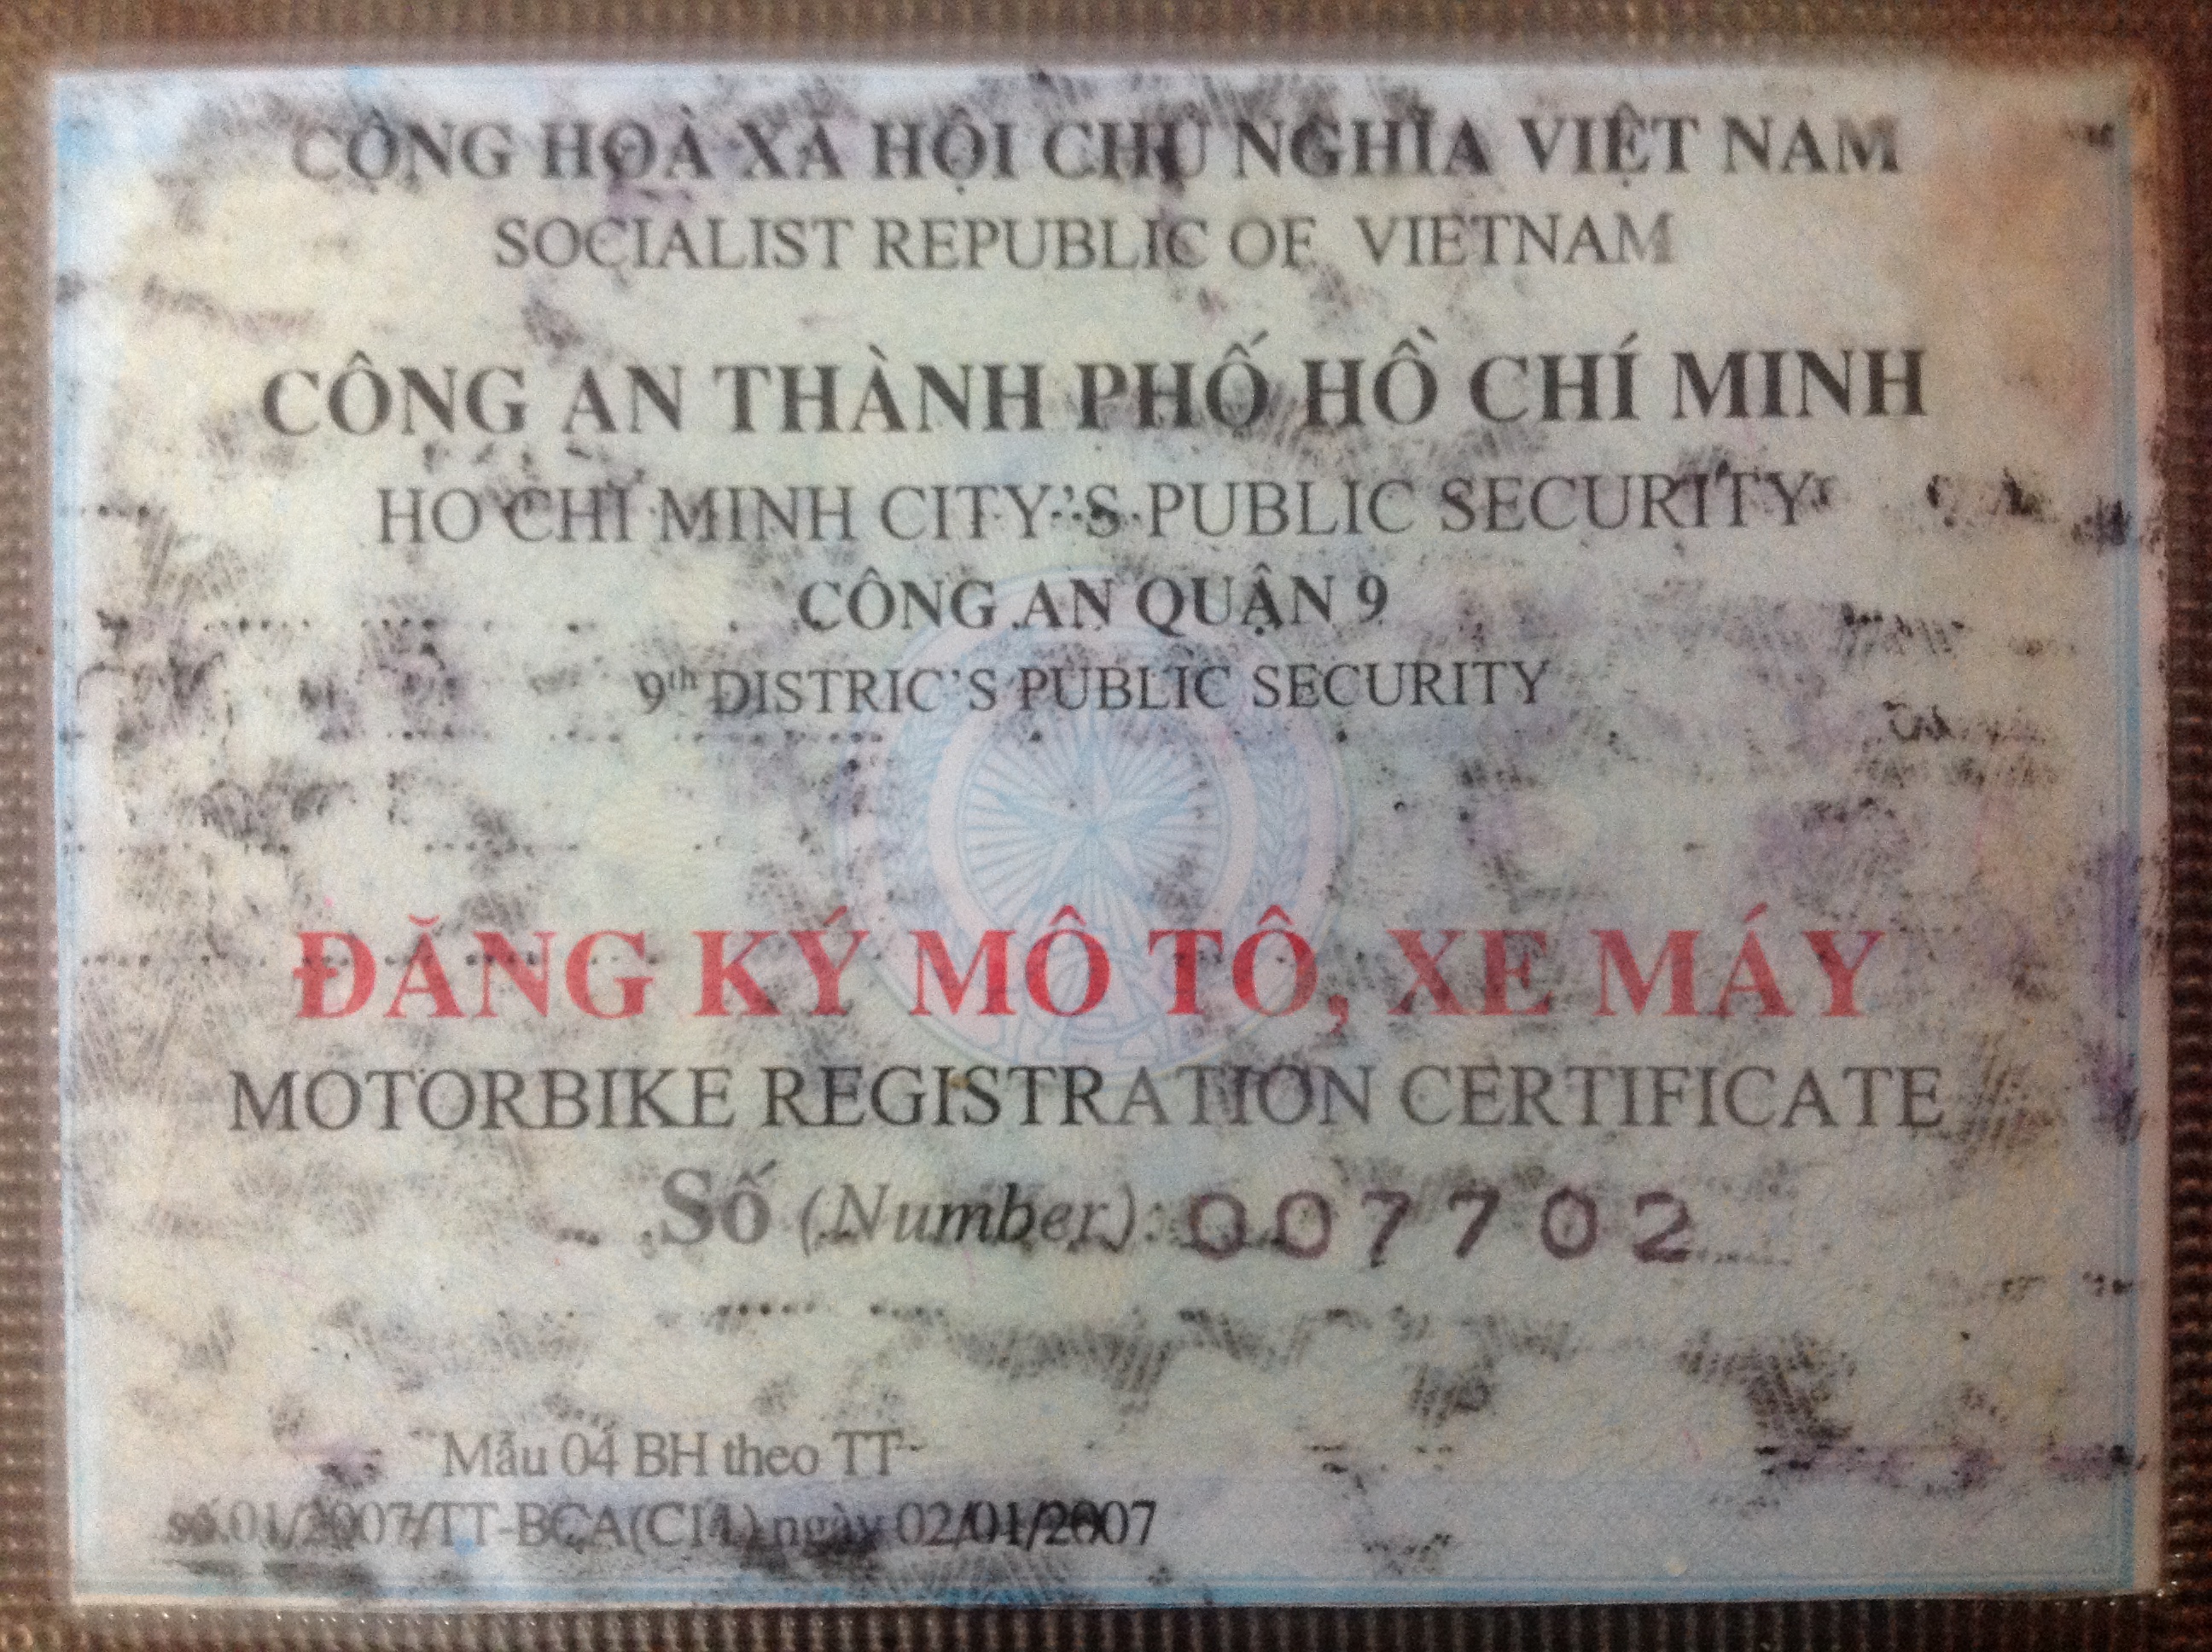 CỘNG HOÀ XÃ HỘI CHỦ NGHĨA VIỆT NAM
SOCIALIST REPUBLIC OF VIETNAM
CÔNG AN THÀNH PHỐ HỒ CHÍ MINH
HO CHI MINH CITY'S PUBLIC SECURITY
CÔNG AN QUẬN 9
9th DISTRIC'S PUBLIC SECURITY
ĐĂNG KÝ MÔ TÔ, XE MÁY
MOTORBIKE REGISTRATION CERTIFICATE
Số (Number): 007702
Mẫu 04 BH theo TT
số 01/2007/TT-BCA(C11) ngày 02/01/2007